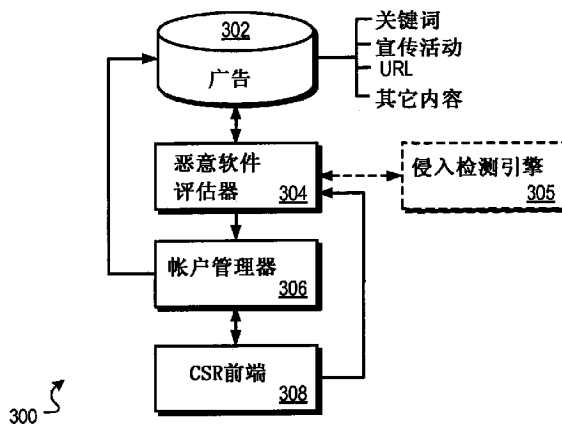 302
广告
关键词
宣传活动
URL
其它内容
恶意软件
评估器
304
侵入检测引擎
305
帐户管理器
306
CSR前端
308
300